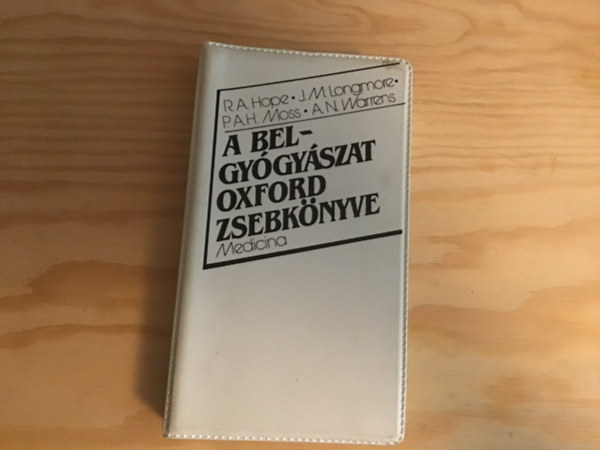 R.A. Hope • J.M. Longmore •
P.A.H. Moss • A.N. Warrens
A BEL-
GYÓGYÁSZAT
OXFORD
ZSEBKÖNYVE
Medicina